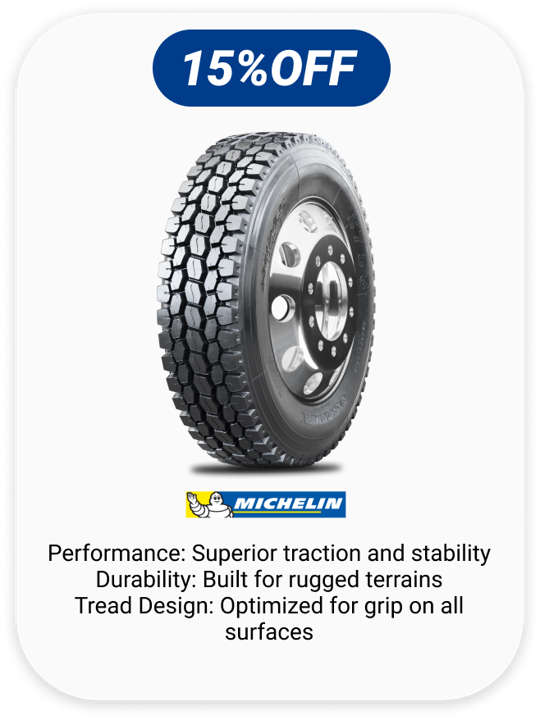 15%OFF
MICHELIN
Performance: Superior traction and stability
Durability: Built for rugged terrains
Tread Design: Optimized for grip on all
surfaces